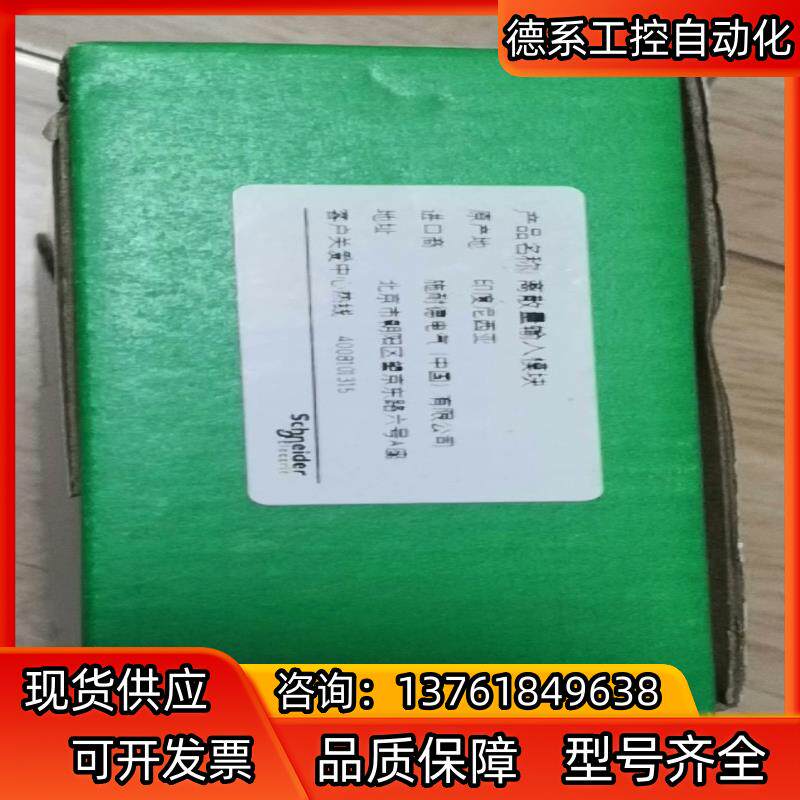 德系工控自动化
产品名称 离散量输入模块
原产地 印度尼西亚
进口商 施耐德电气(中国)有限公司
地址 北京市朝阳区望京东路六号A座
客户关爱中心热线 4008101315
Schneider
Electric
现货供应
咨询：13761849638
可开发票
品质保障
型号齐全